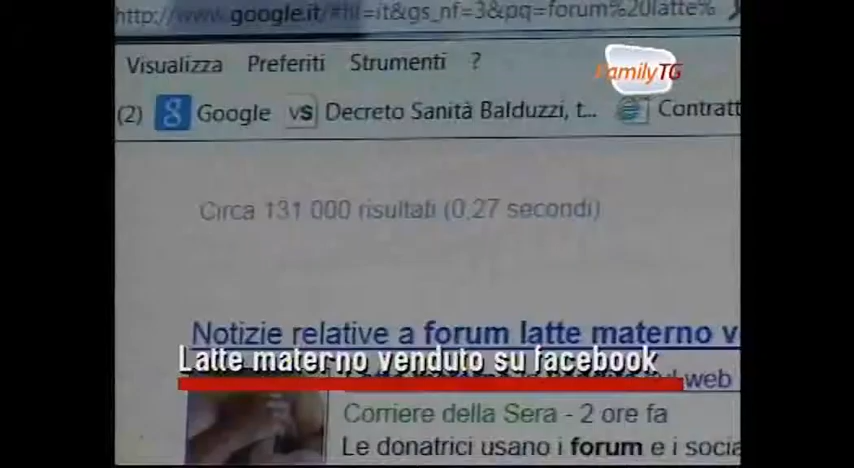 http://www.google.it/#hl=it&gs_nf=3&pq=forum%20latte%
Visualizza Preferiti Strumenti ?
FamilyTG
(2) Google vs Decreto Sanità Balduzzi, t... Contratt
Circa 131 000 risultati (0,27 secondi)
Notizie relative a forum latte materno v
Latte materno venduto su facebook
web
Corriere della Sera - 2 ore fa
Le donatrici usano i forum e i socia